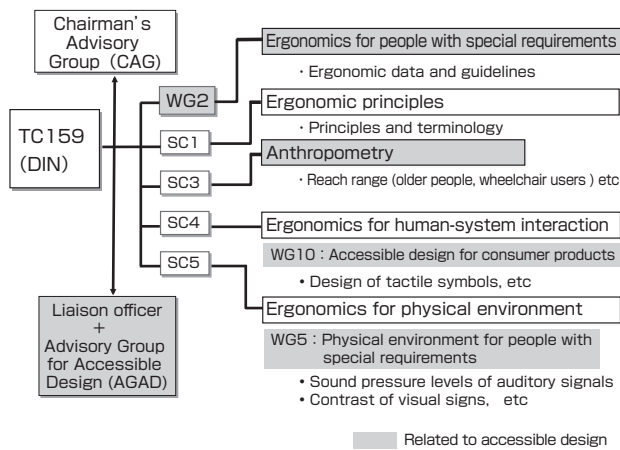 Chairman's
Advisory
Group (CAG)
TC159
(DIN)
Liaison officer
+
Advisory Group
for Accessible
Design (AGAD)
WG2
SC1
SC3
SC4
SC5
Ergonomics for people with special requirements
・Ergonomic data and guidelines
Ergonomic principles
・Principles and terminology
Anthropometry
・Reach range (older people, wheelchair users ) etc
Ergonomics for human-system interaction
WG10：Accessible design for consumer products
• Design of tactile symbols, etc
Ergonomics for physical environment
WG5：Physical environment for people with
special requirements
• Sound pressure levels of auditory signals
• Contrast of visual signs, etc
Related to accessible design